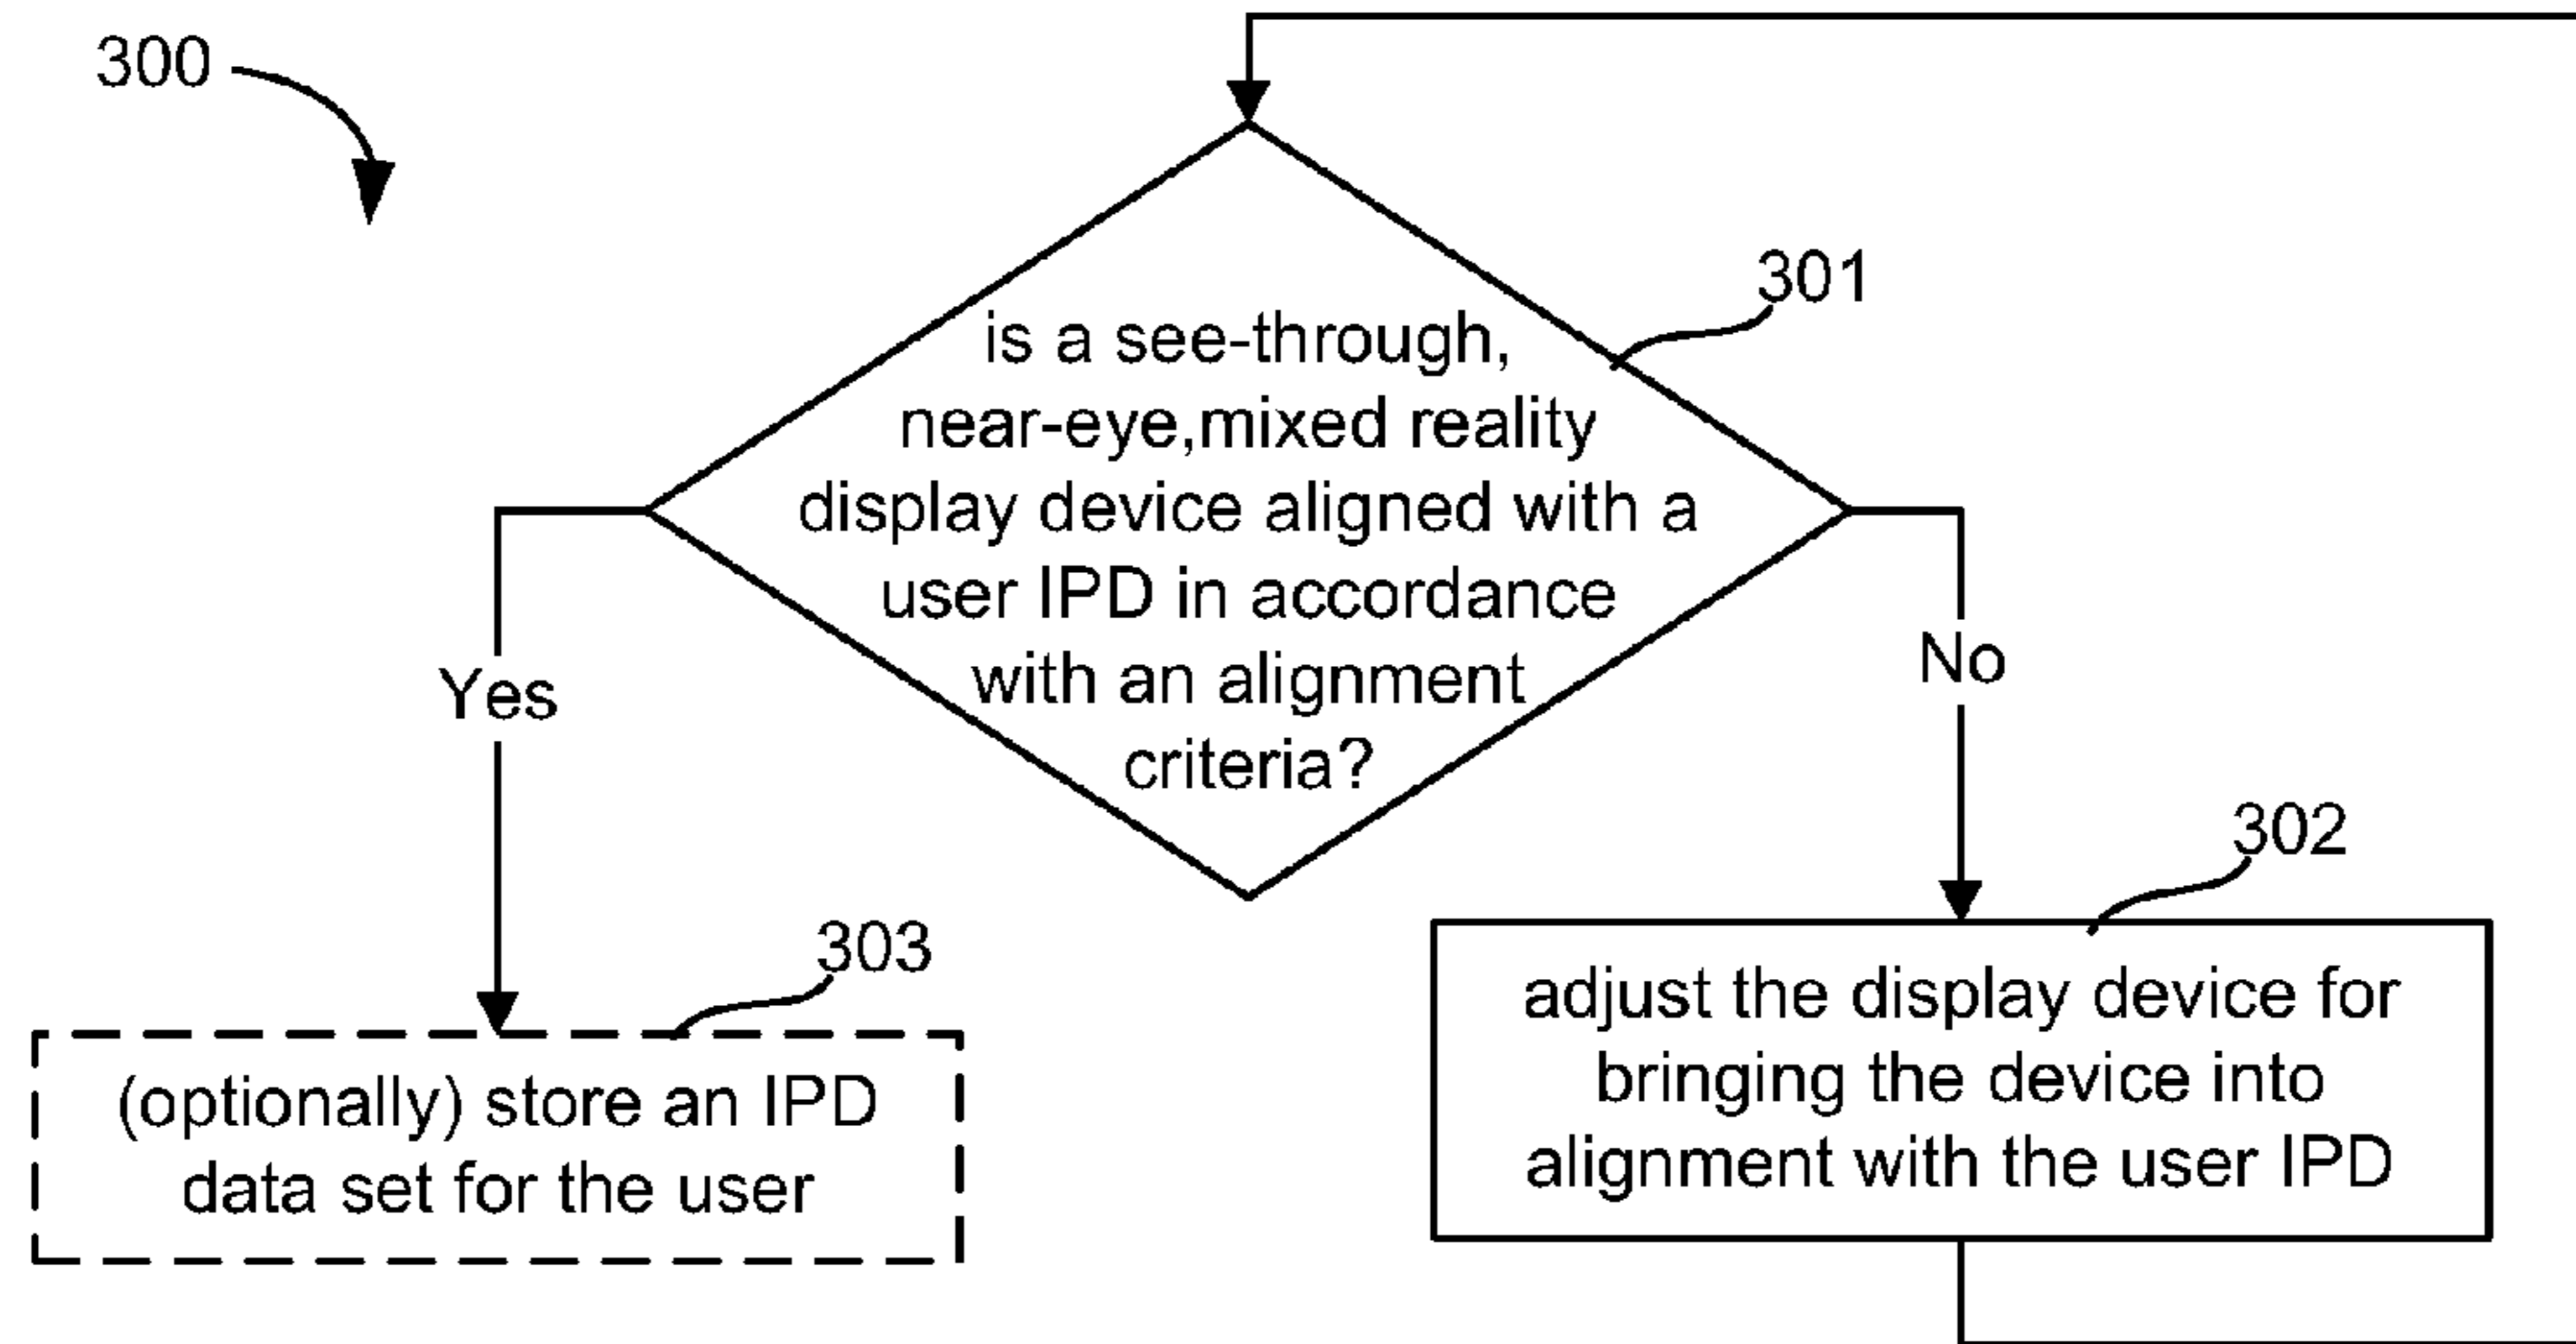 300
301
is a see-through,
near-eye,mixed reality
display device aligned with a
user IPD in accordance
with an alignment
criteria?
Yes
No
302
adjust the display device for
bringing the device into
alignment with the user IPD
303
(optionally) store an IPD
data set for the user